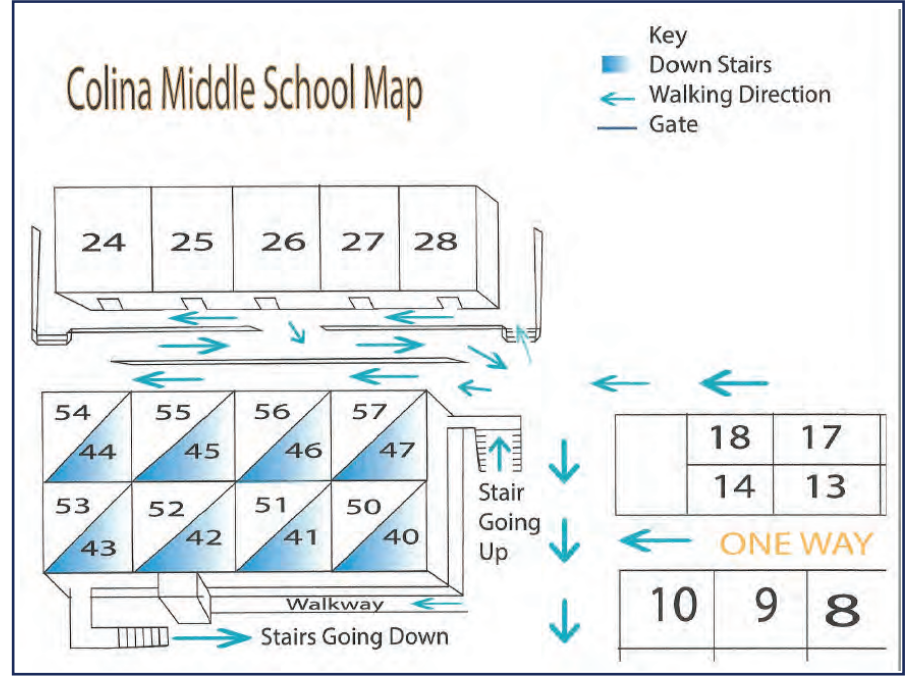 Colina Middle School Map
Key
Down Stairs
Walking Direction
Gate
24 25 26 27 28
54 55 56 57
44 45 46 47
53 52 51 50
43 42 41 40
Stair
Going
Up
18 17
14 13
ONE WAY
10 9 8
Walkway
Stairs Going Down